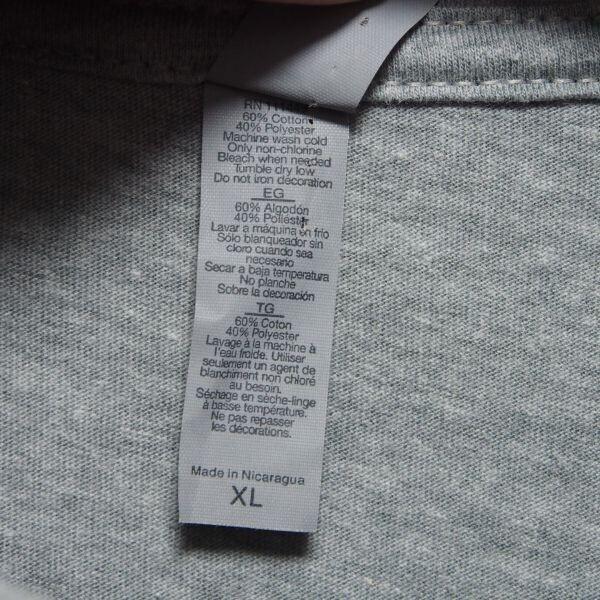 60% Cotton
40% Polyester
Machine wash cold
Only non-chlorine
Bleach when needed
Tumble dry low
Do not iron decoration
EG
60% Algodón
40% Poliéster
Lavar a máquina en frío
Sólo blanqueador sin
cloro cuando sea
necesario
Secar a baja temperatura
No planche
Sobre la decoración
TG
60% Coton
40% Polyester
Lavage à la machine à
l'eau froide. Utiliser
seulement un agent de
blanchiment non chloré
au besoin.
Séchage en sèche-linge
à basse température.
Ne pas repasser
les décorations.
Made in Nicaragua
XL